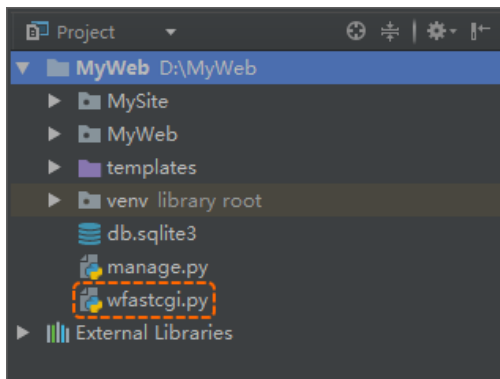 Project
MyWeb D:\MyWeb
MySite
MyWeb
templates
venv library root
db.sqlite3
manage.py
wfastcgi.py
External Libraries